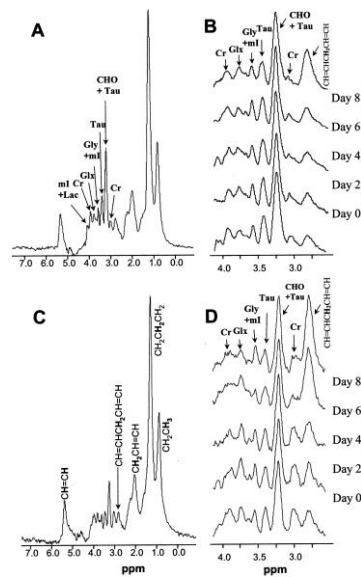 A
CHO
+ Tau
Tau
Gly
+mI
Glx
Cr
mI
+Lac
Cr
7.0 6.0 5.0 4.0 3.0 2.0 1.0 0.0
B
CHO
+ Tau
Tau
Gly
+mI
Glx
Cr
Cr
CH=CHCH₂CH=CH
Day 8
Day 6
Day 4
Day 2
Day 0
4.0 3.5 3.0
C
CH=CH
CH=CHCH₂CH=CH
CH₂CH=CH
CH₂CH₂CH₂
CH₂CH₃
7.0 6.0 5.0 4.0 3.0 2.0 1.0 0.0
ppm
D
CHO
+Tau
Tau
Gly
+mI
Glx
Cr
Cr
CH=CHCH₂CH=CH
Day 8
Day 6
Day 4
Day 2
Day 0
4.0 3.5 3.0
ppm